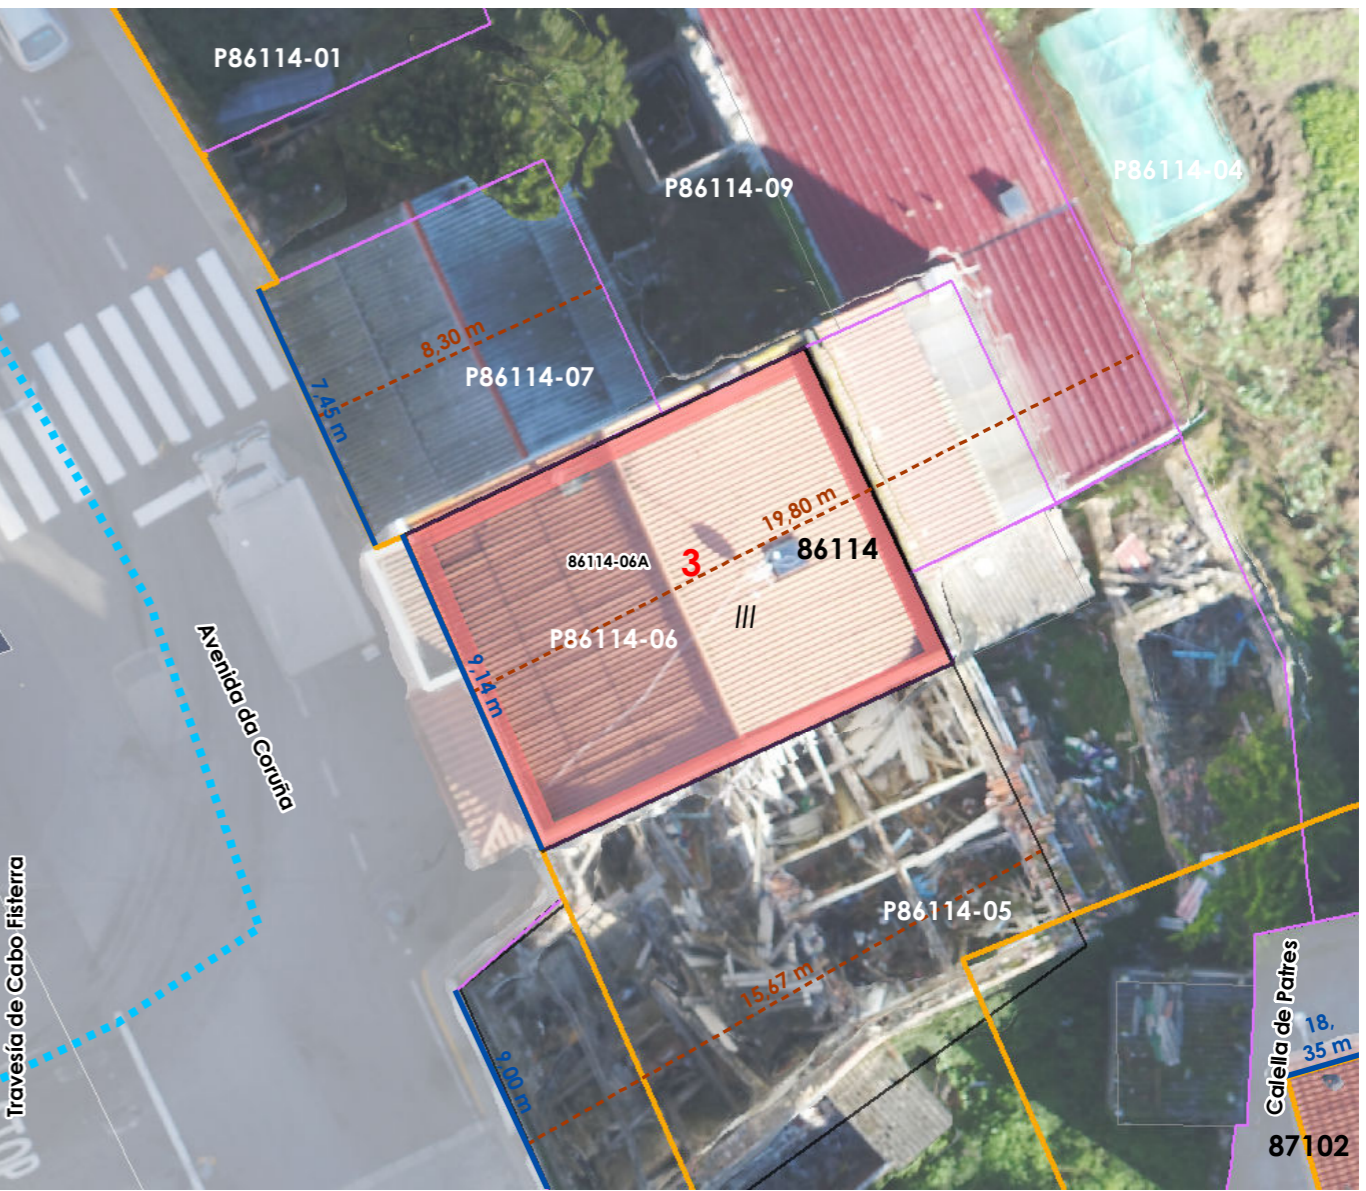 P86114-01
P86114-09
P86114-04
8,30 m
P86114-07
7,45 m
19,80 m
86114
86114-06A
3
III
P86114-06
9,14 m
Avenida da Coruña
P86114-05
15,67 m
9,00 m
Travesía de Cabo Fisterra
Calella de Patres
18,
35 m
87102
TOP